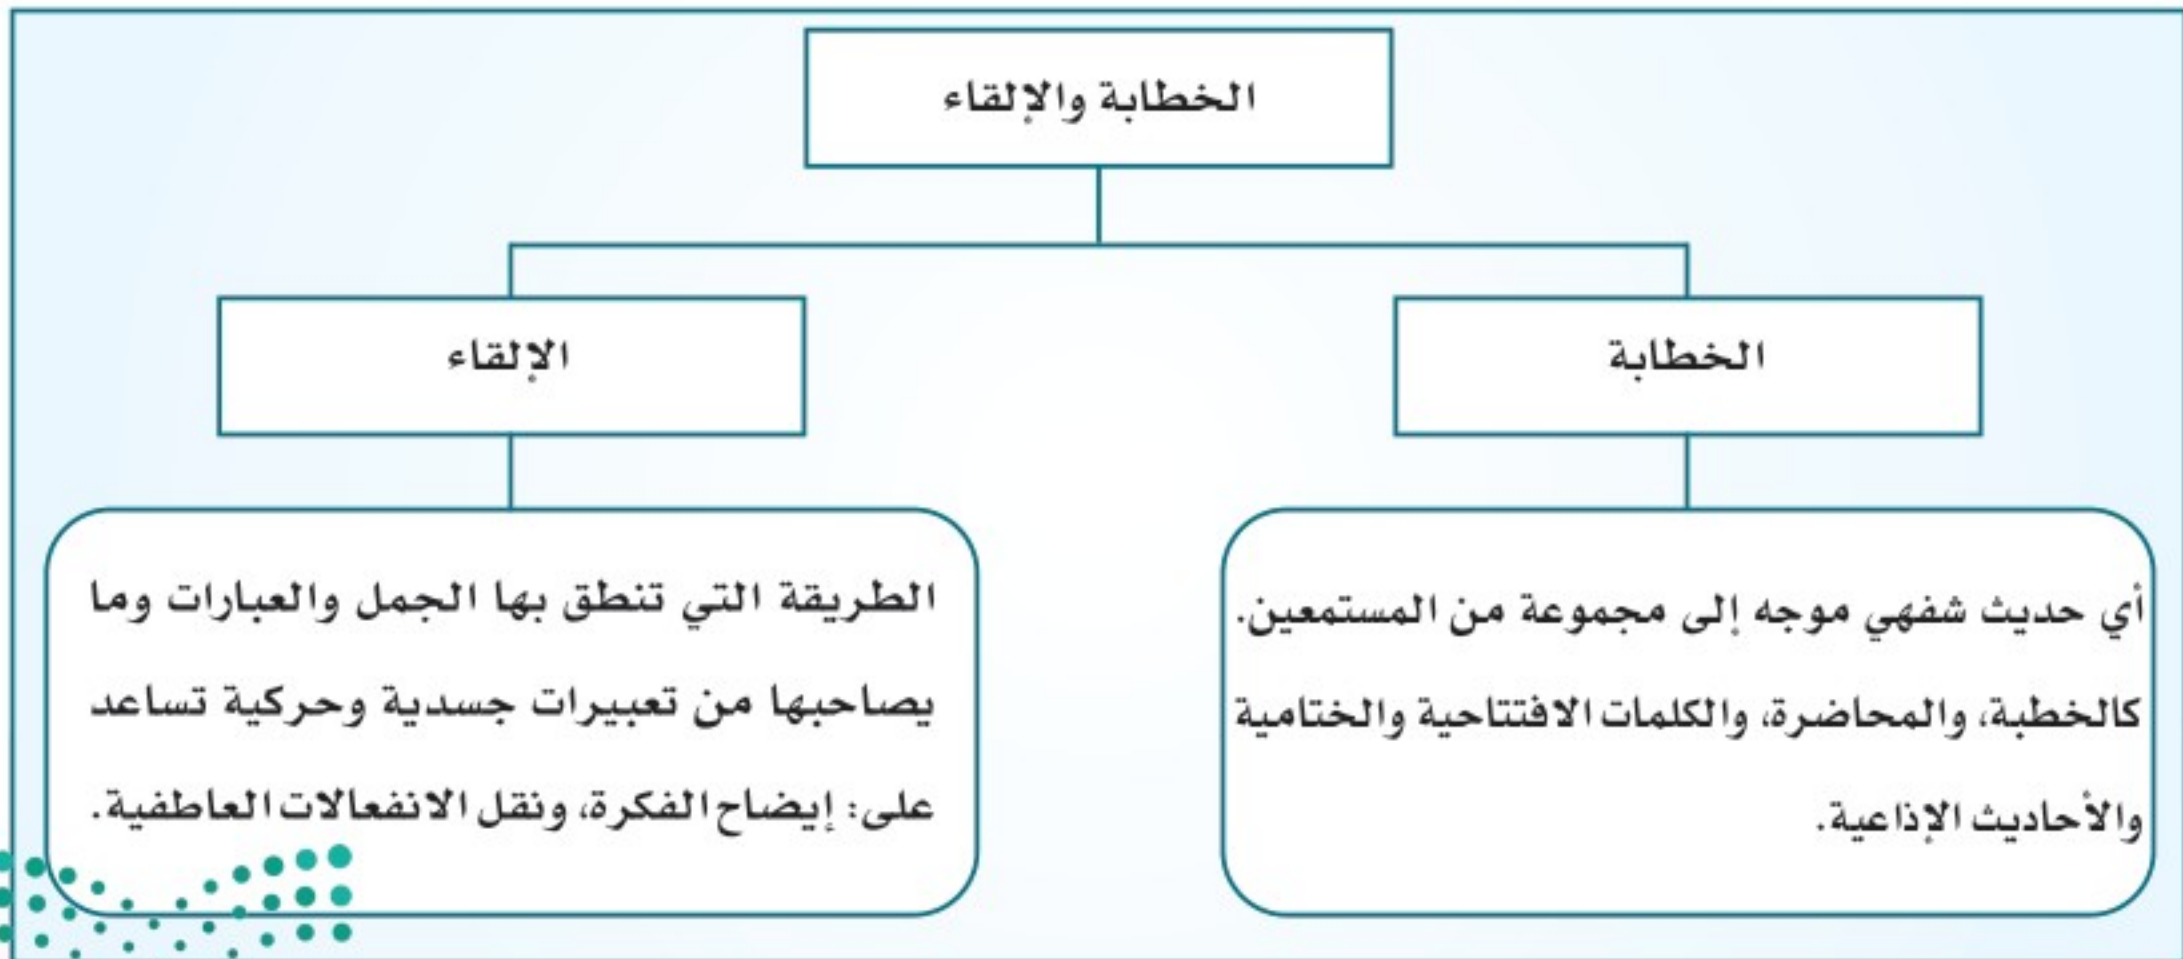 الخطابة والإلقاء
الخطابة
الإلقاء
أي حديث شفهي موجه إلى مجموعة من المستمعين.
كالخطبة، والمحاضرة، والكلمات الافتتاحية والختامية
والأحاديث الإذاعية.
الطريقة التي تنطق بها الجمل والعبارات وما
يصاحبها من تعبيرات جسدية وحركية تساعد
على: إيضاح الفكرة، ونقل الانفعالات العاطفية.